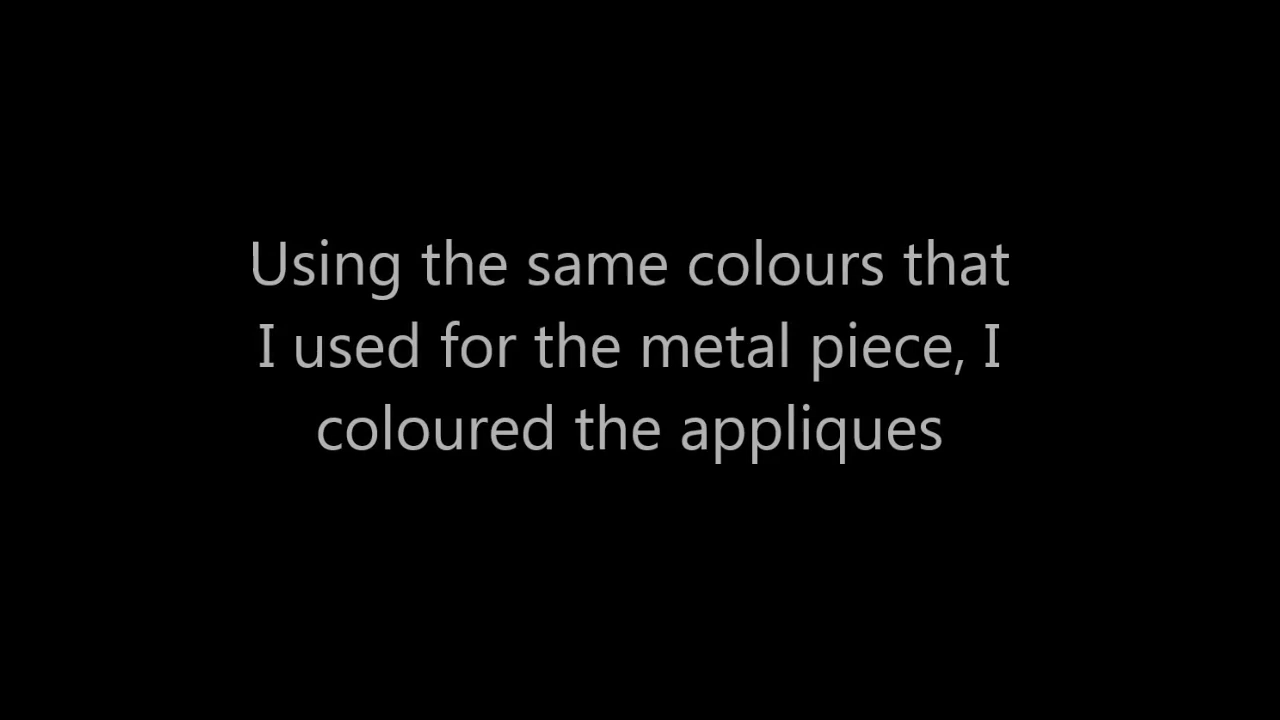 Using the same colours that
I used for the metal piece, I
coloured the appliques